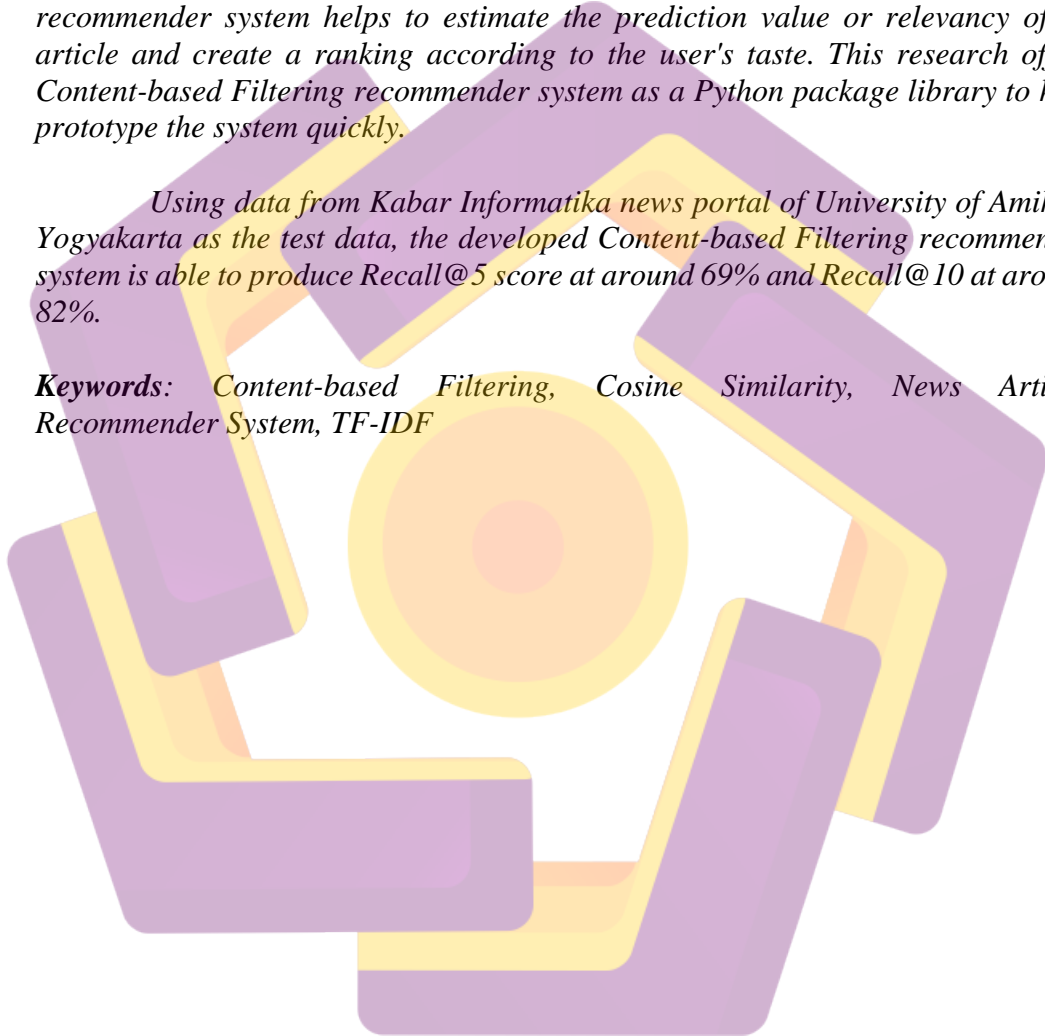 recommender system helps to estimate the prediction value or relevancy of
article and create a ranking according to the user's taste. This research of
Content-based Filtering recommender system as a Python package library to
prototype the system quickly.
Using data from Kabar Informatika news portal of University of Ami
Yogyakarta as the test data, the developed Content-based Filtering recommen
system is able to produce Recall@5 score at around 69% and Recall@10 at aro
82%.
Keywords: Content-based Filtering, Cosine Similarity, News Arti
Recommender System, TF-IDF